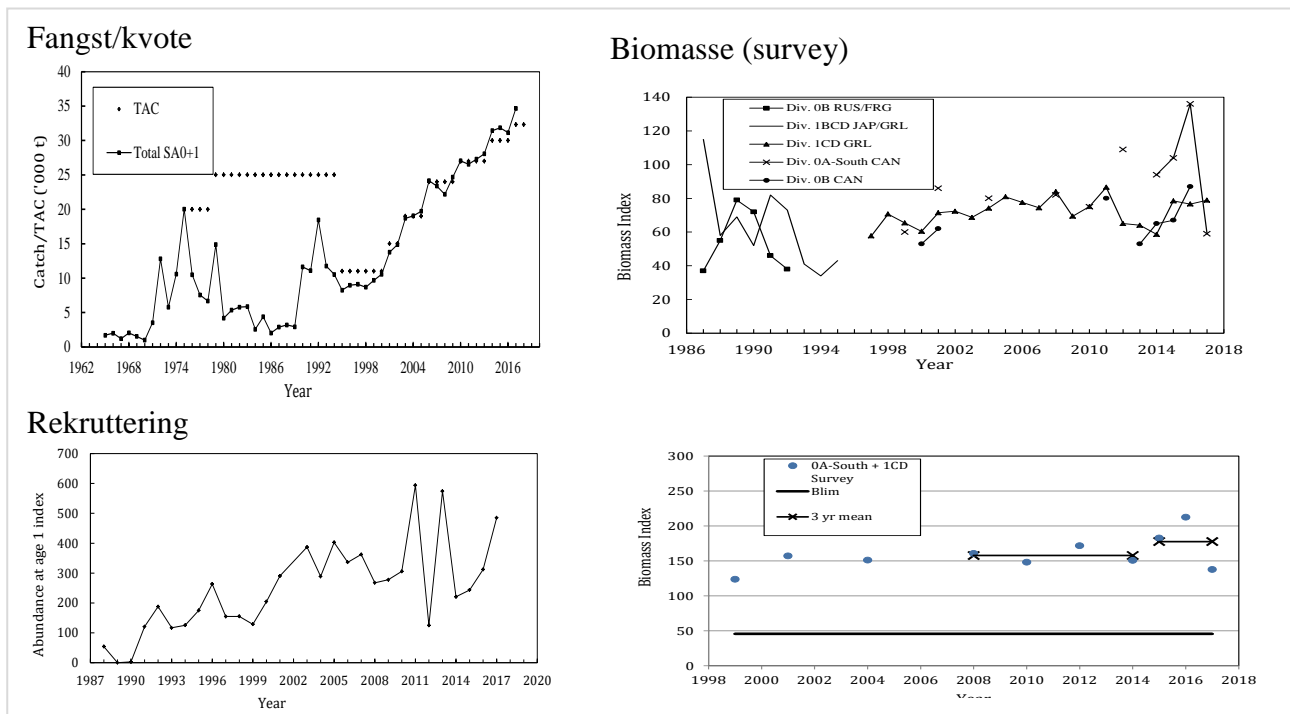 Fangst/kvote
Catch/TAC ('000 t)
40
35
30
25
20
15
10
5
0
TAC
Total SA0+1
1962 1968 1974 1980 1986 1992 1998 2004 2010 2016
Year
Biomasse (survey)
Biomass Index
140
120
100
80
60
40
20
0
Div. 0B RUS/FRG
Div. 1BCD JAP/GRL
Div. 1CD GRL
Div. 0A-South CAN
Div. 0B CAN
1986 1990 1994 1998 2002 2006 2010 2014 2018
Year
Rekruttering
Abundance at age 1 index
700
600
500
400
300
200
100
0
1987 1990 1993 1996 1999 2002 2005 2008 2011 2014 2017 2020
Year
Biomass Index
300
250
200
150
100
50
0
0A-South + 1CD
Survey
Blim
3 yr mean
1998 2000 2002 2004 2006 2008 2010 2012 2014 2016 2018
Year